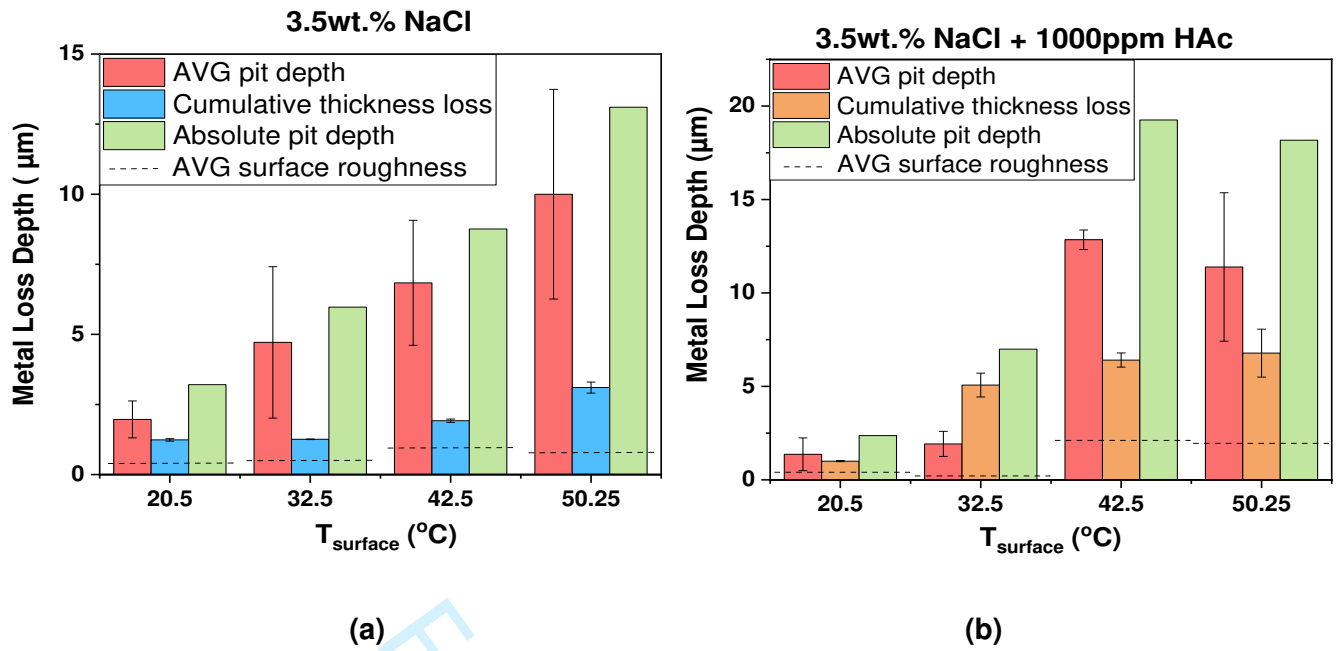 3.5wt.% NaCl
AVG pit depth
Cumulative thickness loss
Absolute pit depth
AVG surface roughness
Metal Loss Depth ( µm)
15
10
5
0
20.5 32.5 42.5 50.25
T surface (°C)
(a)
3.5wt.% NaCl + 1000ppm HAc
AVG pit depth
Cumulative thickness loss
Absolute pit depth
AVG surface roughness
Metal Loss Depth (µm)
20
15
10
5
0
20.5 32.5 42.5 50.25
T surface (°C)
(b)